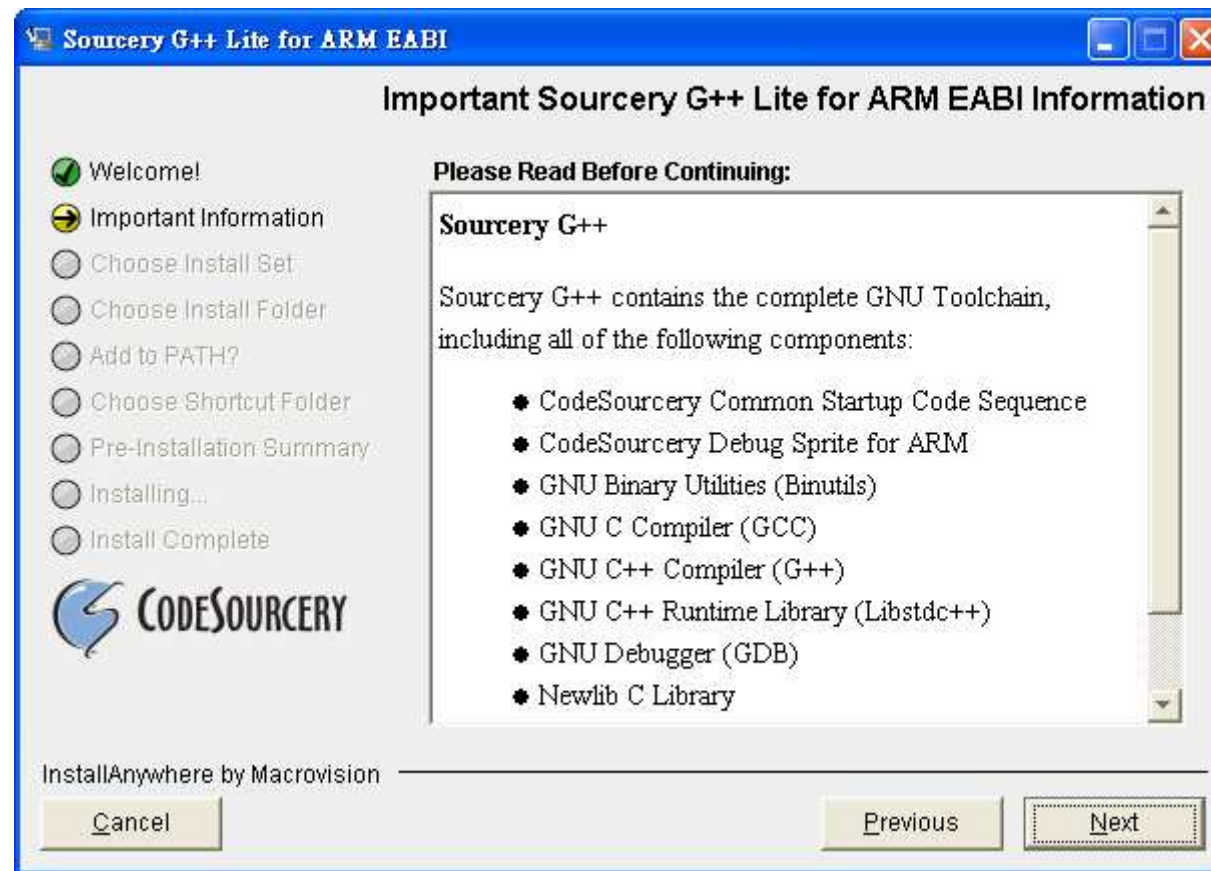 Sourcery G++ Lite for ARM EABI
Important Sourcery G++ Lite for ARM EABI Information
Welcome!
Important Information
Choose Install Set
Choose Install Folder
Add to PATH?
Choose Shortcut Folder
Pre-Installation Summary
Installing...
Install Complete
CODESOURCERY
Please Read Before Continuing:
Sourcery G++
Sourcery G++ contains the complete GNU Toolchain,
including all of the following components:
CodeSourcery Common Startup Code Sequence
CodeSourcery Debug Sprite for ARM
GNU Binary Utilities (Binutils)
GNU C Compiler (GCC)
GNU C++ Compiler (G++)
GNU C++ Runtime Library (Libstdc++)
GNU Debugger (GDB)
Newlib C Library
InstallAnywhere by Macrovision
Cancel
Previous
Next